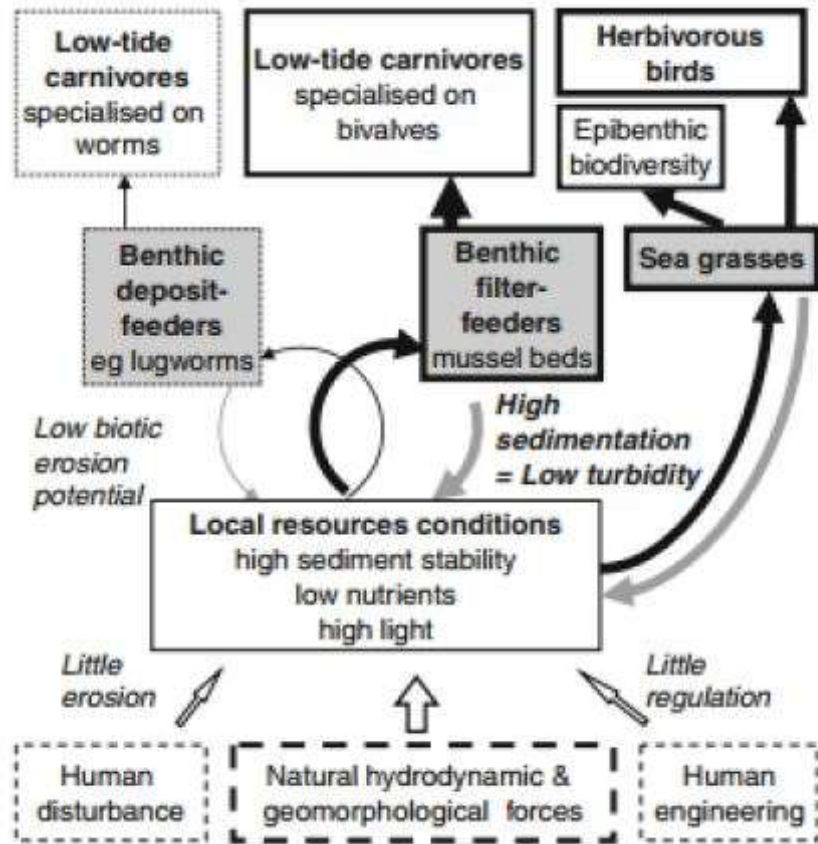 Low-tide
carnivores
specialised on
worms
Low-tide carnivores
specialised on
bivalves
Herbivorous
birds
Epibenthic
biodiversity
Benthic
deposit-
feeders
eg lugworms
Benthic
filter-
feeders
mussel beds
Sea grasses
Low biotic
erosion
potential
High
sedimentation
= Low turbidity
Local resources conditions
high sediment stability
low nutrients
high light
Little
erosion
Little
regulation
Human
disturbance
Natural hydrodynamic &
geomorphological forces
Human
engineering